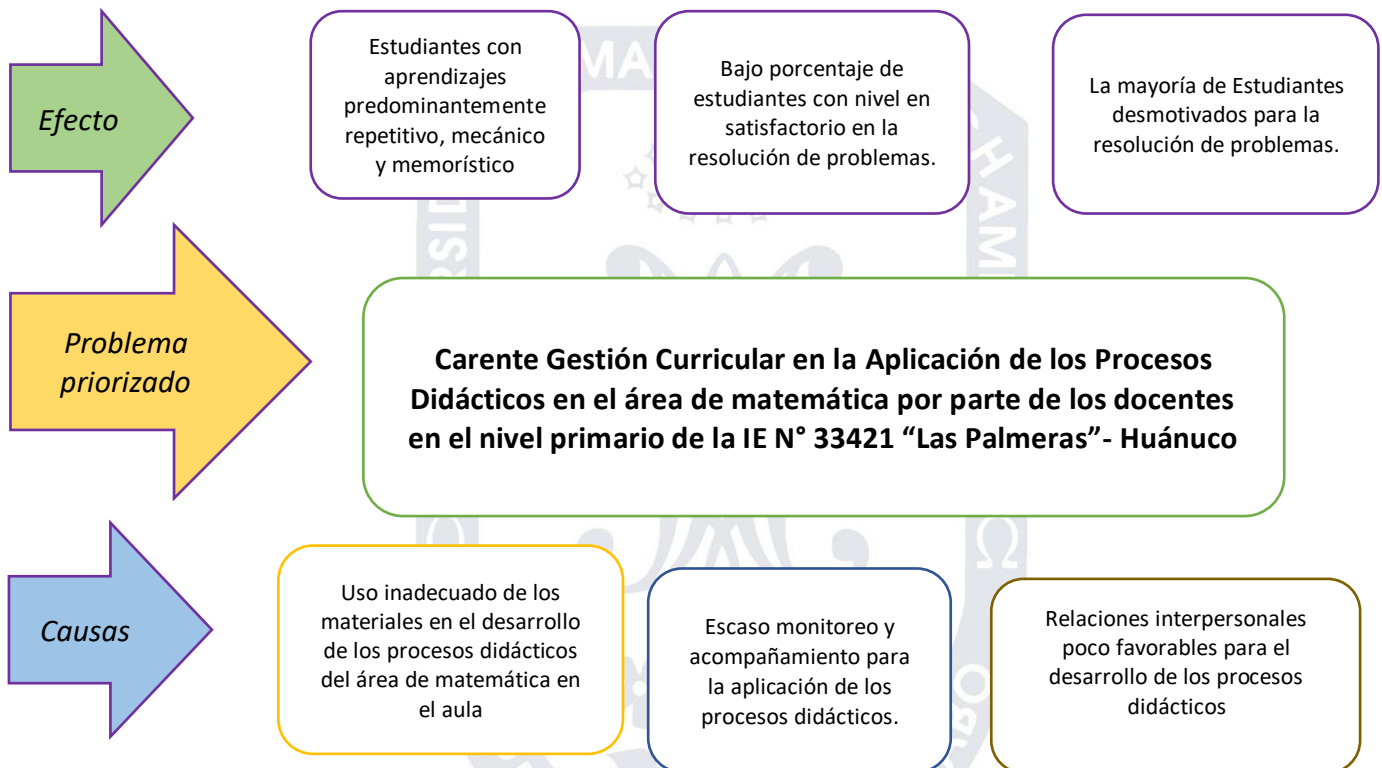 Efecto
Estudiantes con
aprendizajes
predominantemente
repetitivo, mecánico
y memorístico
Bajo porcentaje de
estudiantes con nivel en
satisfactorio en la
resolución de problemas.
La mayoría de Estudiantes
desmotivados para la
resolución de problemas.
Problema
priorizado
Carente Gestión Curricular en la Aplicación de los Procesos
Didácticos en el área de matemática por parte de los docentes
en el nivel primario de la IE N° 33421 “Las Palmeras”- Huánuco
Causas
Uso inadecuado de los
materiales en el desarrollo
de los procesos didácticos
del área de matemática en
el aula
Escaso monitoreo y
acompañamiento para
la aplicación de los
procesos didácticos.
Relaciones interpersonales
poco favorables para el
desarrollo de los procesos
didácticos